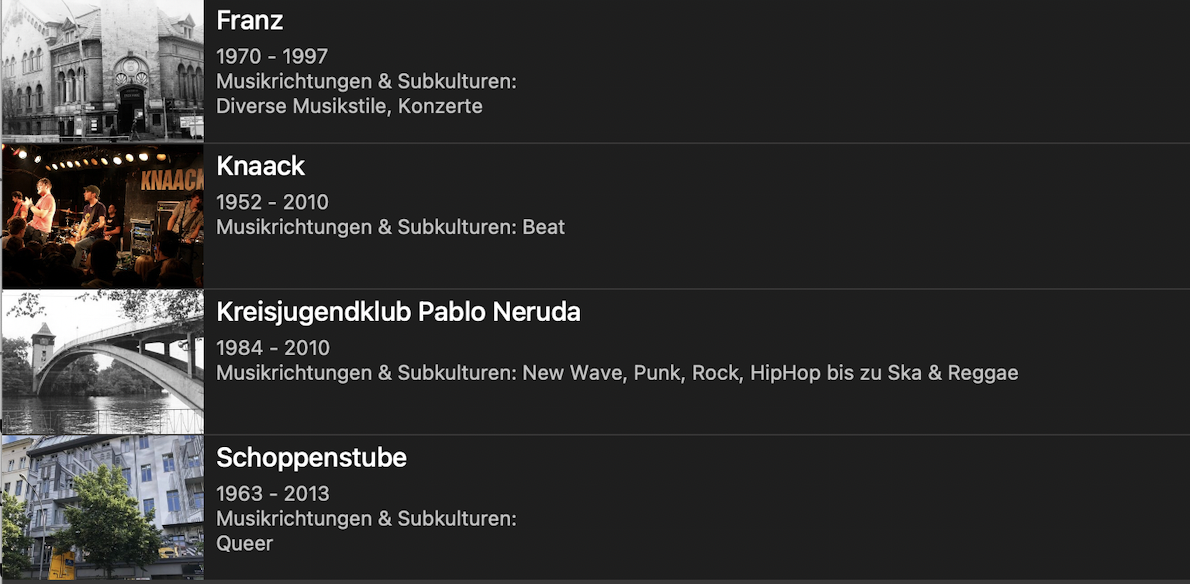 Franz
1970 - 1997
Musikrichtungen & Subkulturen:
Diverse Musikstile, Konzerte
KNAACK
Knaack
1952 - 2010
Musikrichtungen & Subkulturen: Beat
Kreisjugendklub Pablo Neruda
1984 - 2010
Musikrichtungen & Subkulturen: New Wave, Punk, Rock, HipHop bis zu Ska & Reggae
Schoppenstube
1963 - 2013
Musikrichtungen & Subkulturen:
Queer